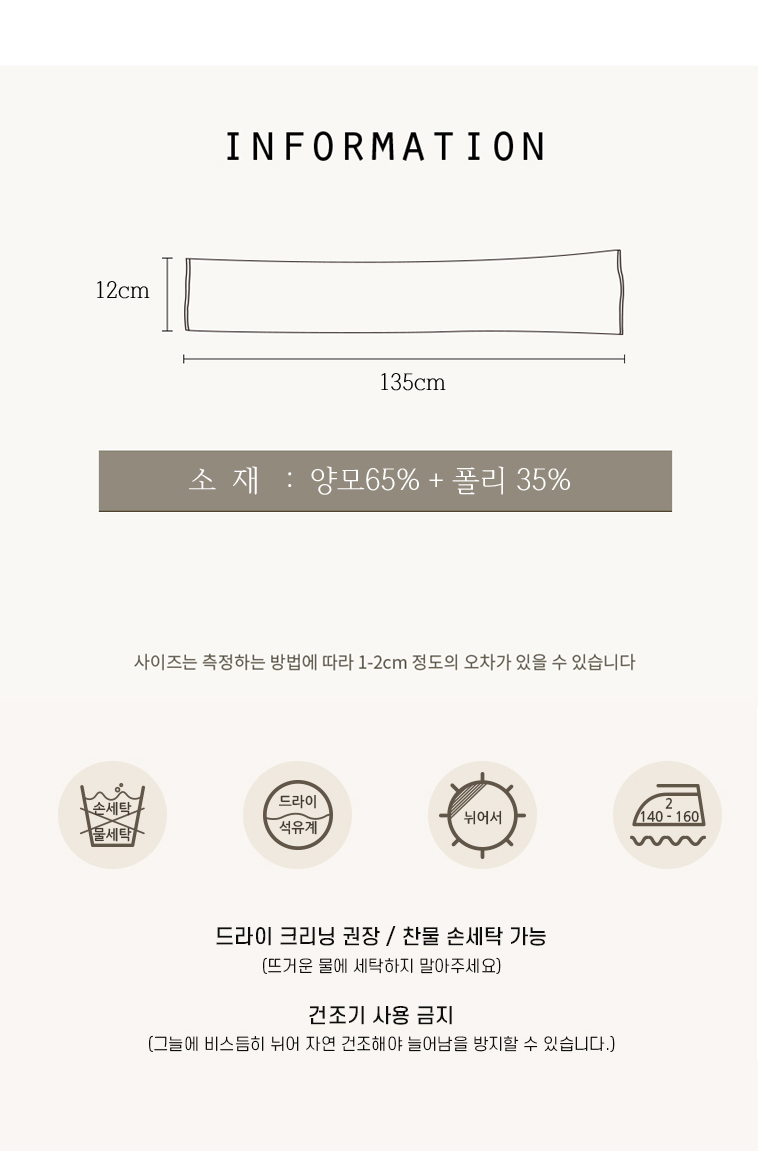 INFORMATION
12cm
135cm
소 재 : 양모65% + 폴리 35%
사이즈는 측정하는 방법에 따라 1-2cm 정도의 오차가 있을 수 있습니다
손세탁
물세탁
드라이
석유계
뉘어서
2
140 - 160
드라이 크리닝 권장 / 찬물 손세탁 가능
(뜨거운 물에 세탁하지 말아주세요)
건조기 사용 금지
(그늘에 비스듬히 뉘어 자연 건조해야 늘어남을 방지할 수 있습니다.)